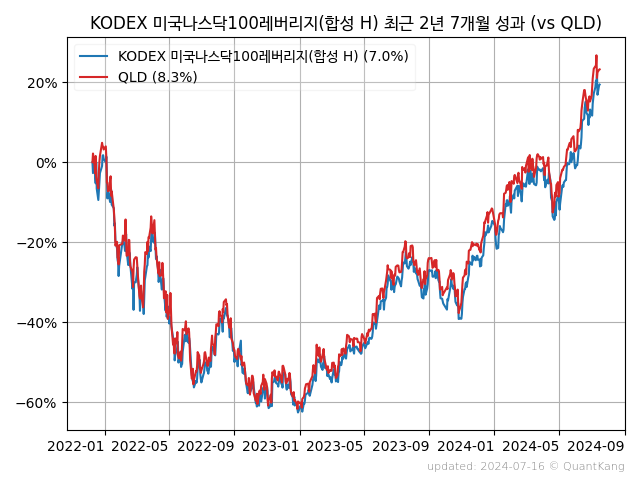 KODEX 미국나스닥100레버리지(합성 H) 최근 2년 7개월 성과 (vs QLD)
KODEX 미국나스닥100레버리지(합성 H) (7.0%)
QLD (8.3%)
20%
0%
−20%
−40%
−60%
2022-01 2022-05 2022-09 2023-01 2023-05 2023-09 2024-01 2024-05 2024-09
updated: 2024-07-16 © QuantKang